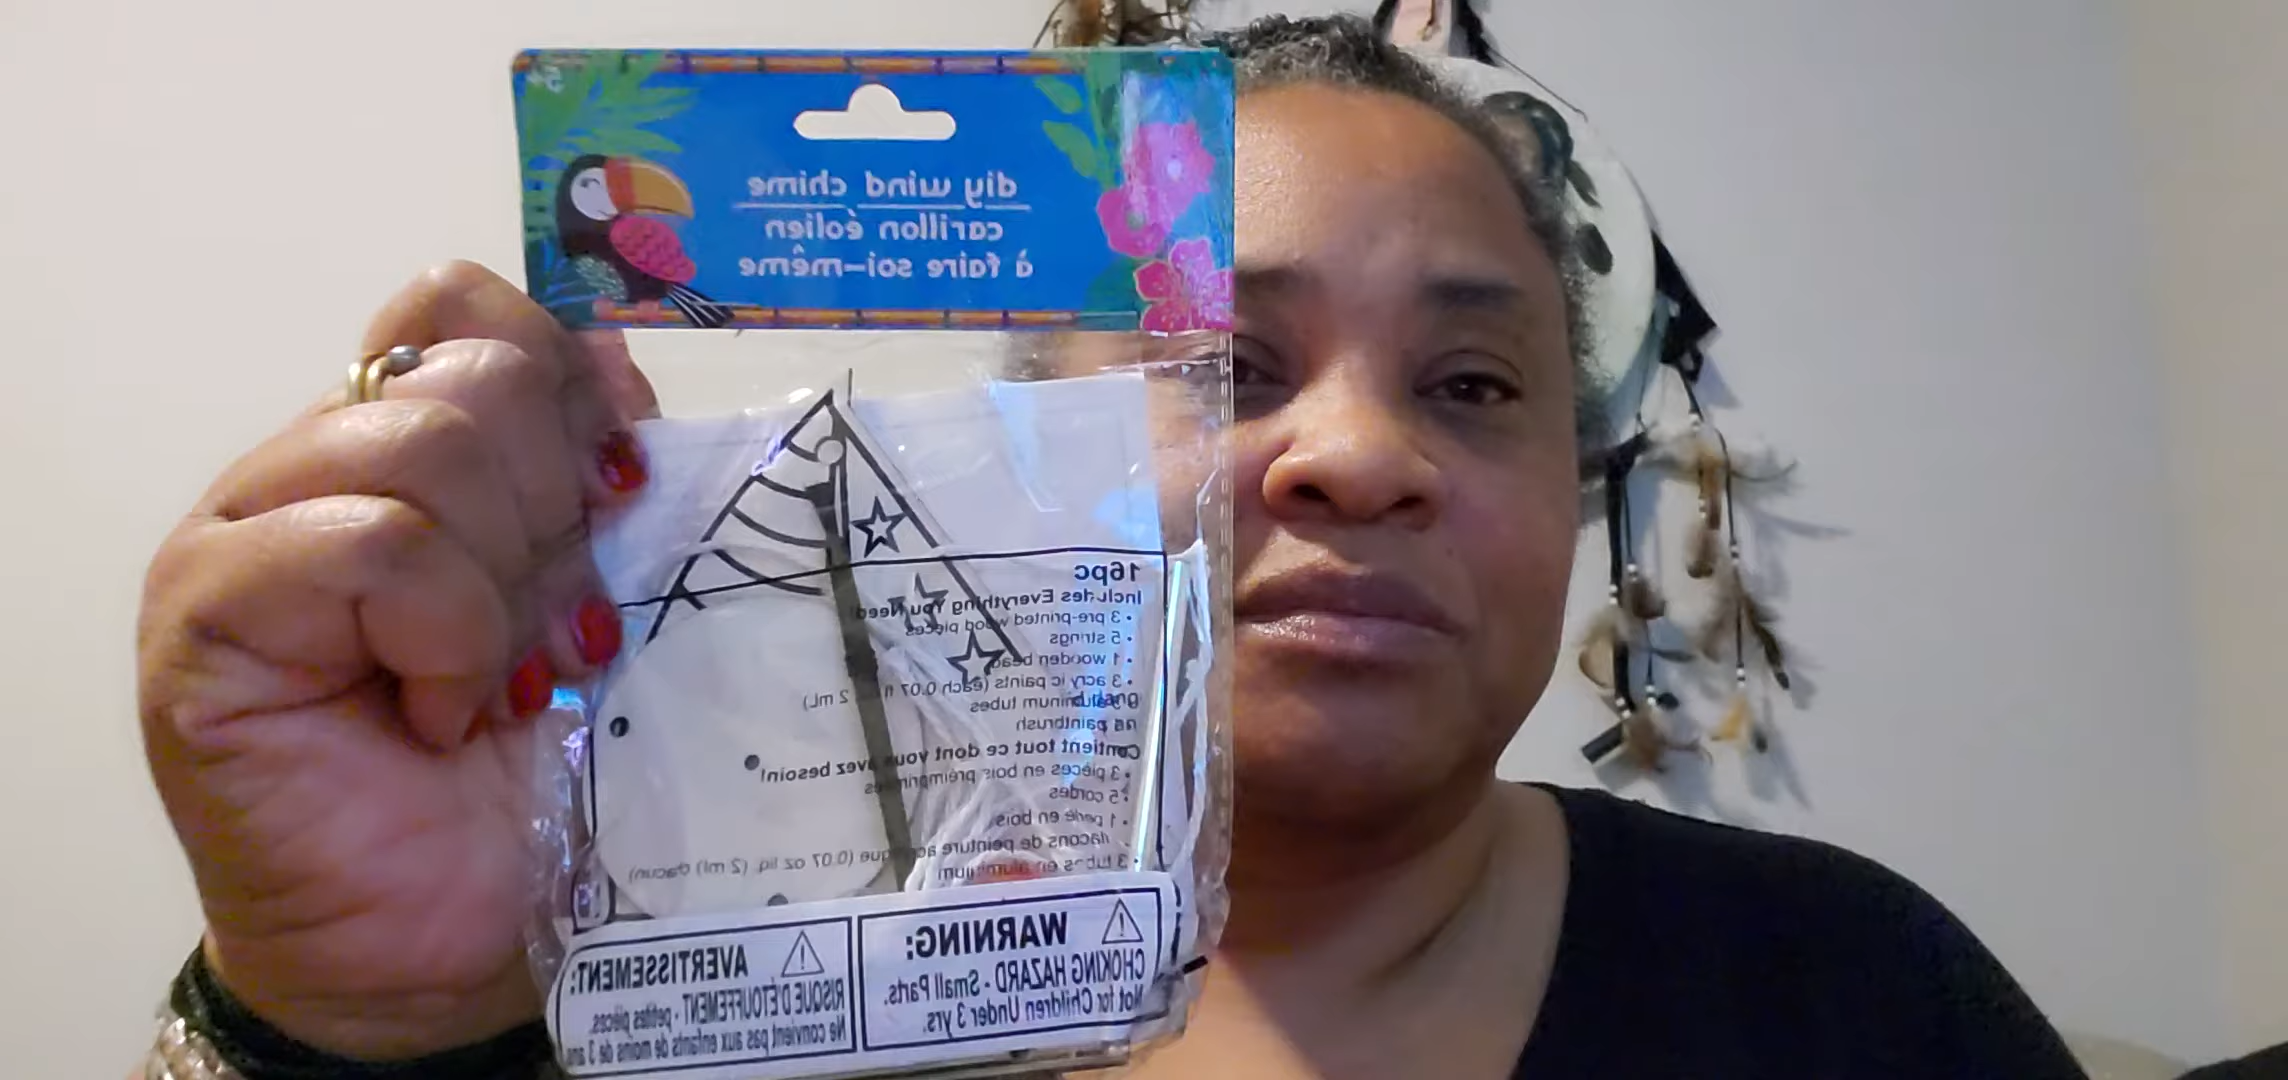 diy wind chime
carillon éolien
à faire soi-même
16pc
Includes Everything You Need!
• 3 pre-printed wood pieces
• 5 strings
• 1 wooden bead
• 3 acrylic paints (each 0.07 2 mL)
aluminum tubes
paintbrush
Contient tout ce dont vous avez besoin!
• 3 pièces en bois préimprimées
• 5 cordes
• 1 perle en bois
flacons de peinture acrylique (0.07 oz liq. (2 ml) chacun)
• 3 tubes en aluminium
WARNING:
CHOKING HAZARD - Small Parts.
Not for Children Under 3 yrs.
AVERTISSEMENT:
RISQUE D'ÉTOUFFEMENT - petites pièces.
Ne convient pas aux enfants de moins de 3 ans